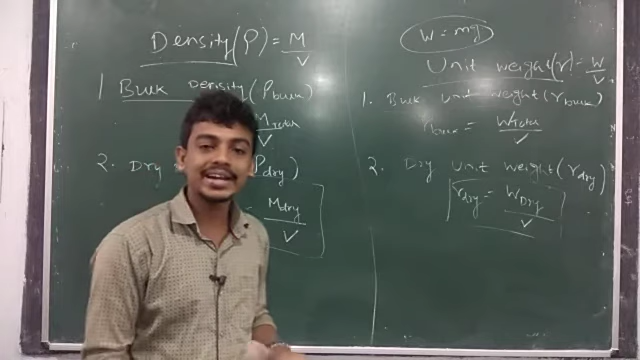 Density (ρ) = M/V
1 Bulk Density (ρbulk)
MTotal
V
2. Dry ρdry)
= Mdry/V
W = mg
Unit weight (γ) = W/V
1. Bulk Unit weight (γbulk)
γbulk = WTotal/V
2. Dry Unit weight (γdry)
γdry = WDry/V